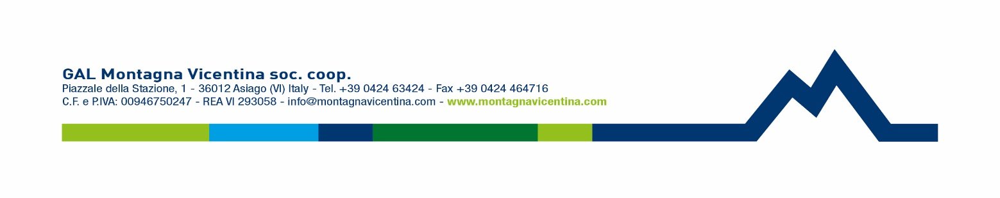 GAL Montagna Vicentina soc. coop.
Piazzale della Stazione, 1 - 36012 Asiago (VI) Italy - Tel. +39 0424 63424 - Fax +39 0424 464716
C.F. e P.IVA: 00946750247 - REA VI 293058 - info@montagnavicentina.com - www.montagnavicentina.com